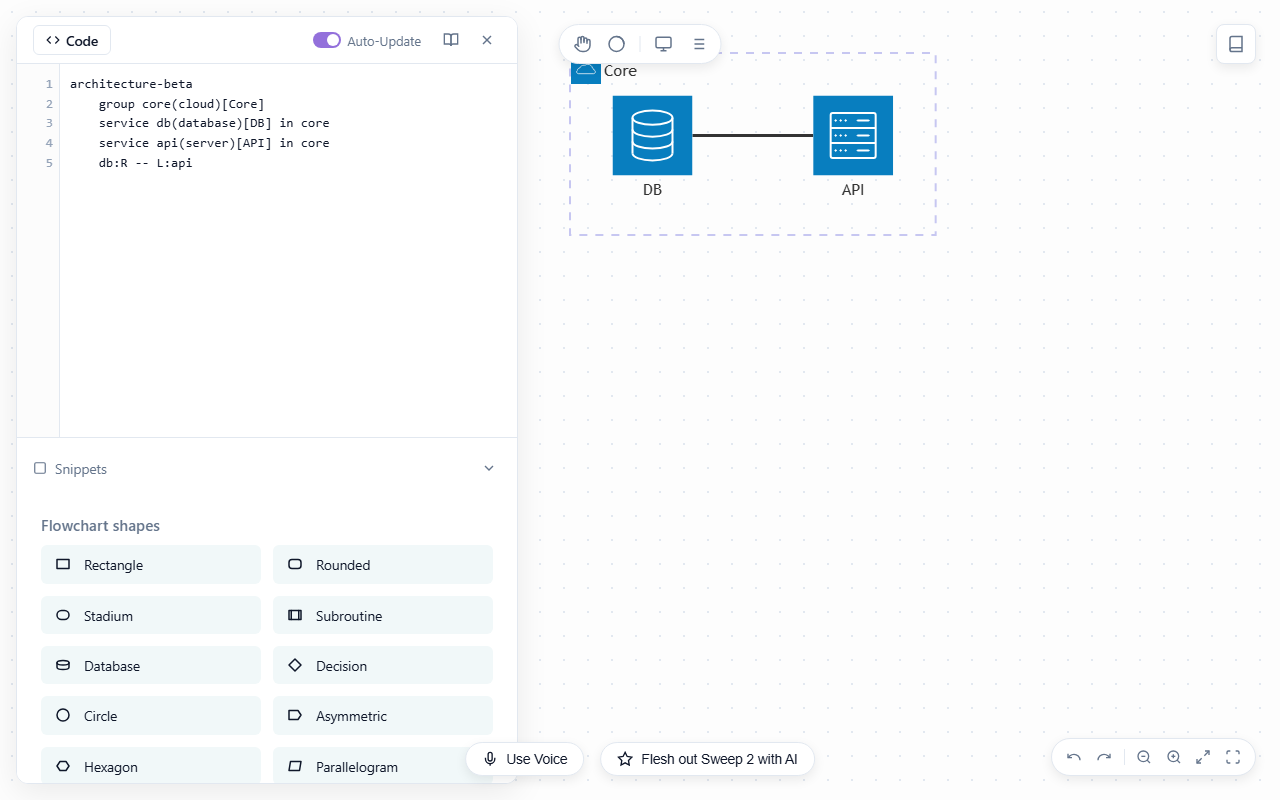 Code
Auto-Update
1 architecture-beta
2 group core(cloud)[Core]
3 service db(database)[DB] in core
4 service api(server)[API] in core
5 db:R -- L:api
Core
DB
API
Snippets
Flowchart shapes
Rectangle
Rounded
Stadium
Subroutine
Database
Decision
Circle
Asymmetric
Hexagon
Parallelogram
Use Voice
Flesh out Sweep 2 with AI